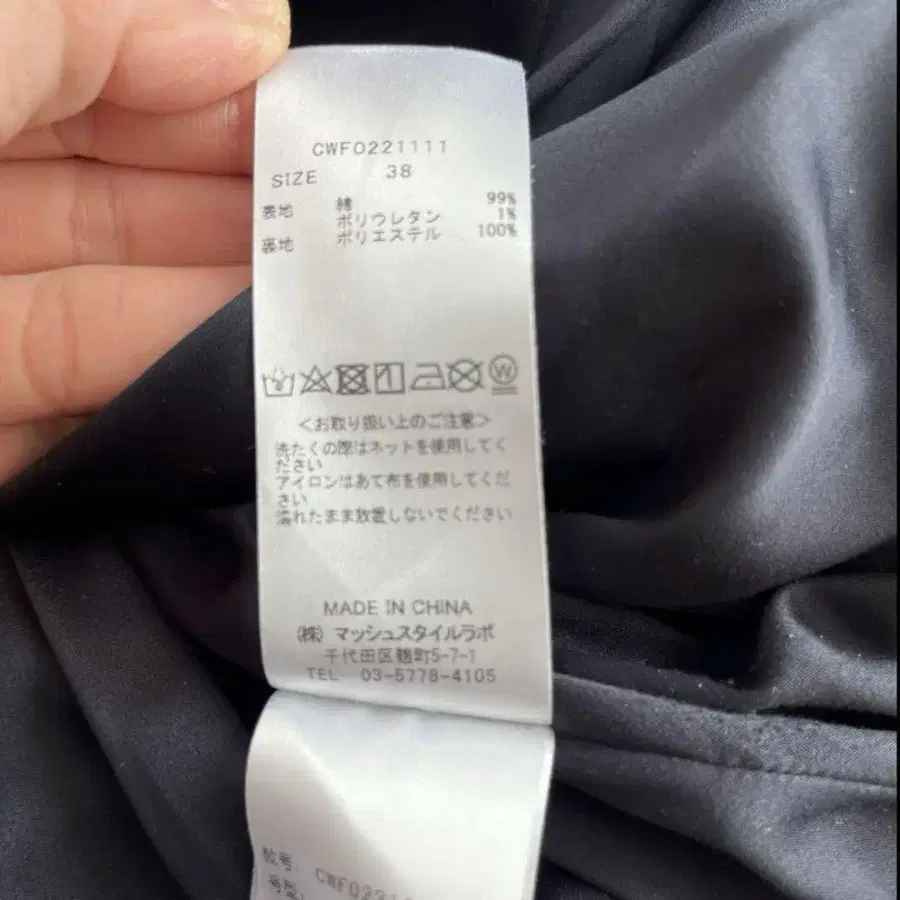 CWF0221111
SIZE 38
表地 綿 99%
ポリウレタン 1%
裏地 ポリエステル 100%
W
<お取り扱い上のご注意>
洗たくの際はネットを使用してく
ださい
アイロンはあて布を使用してくだ
さい
濡れたまま放置しないでください
MADE IN CHINA
(株) マッシュスタイルラボ
千代田区麹町5-7-1
TEL 03-5778-4105
号型